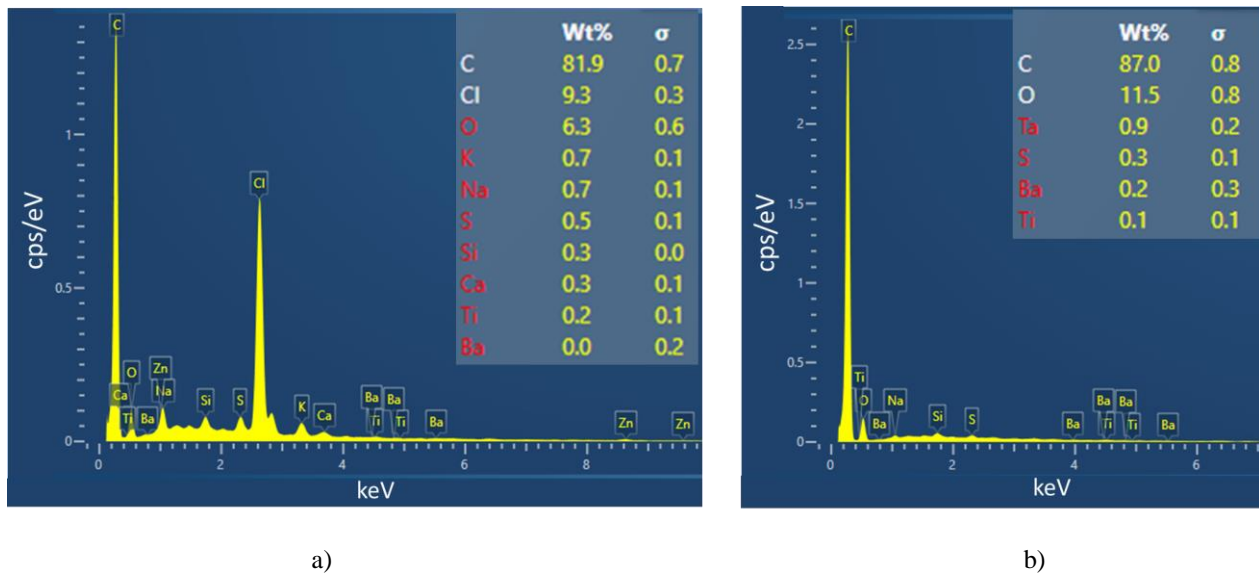 Wt% σ
C 81.9 0.7
Cl 9.3 0.3
O 6.3 0.6
K 0.7 0.1
Na 0.7 0.1
S 0.5 0.1
Si 0.3 0.0
Ca 0.3 0.1
Ti 0.2 0.1
Ba 0.0 0.2
C
Cl
O
Zn
Ca
Na
Ti
Ba
Si
S
K
Ca
Ba
Ba
Ti
Ti
Ba
Zn
Zn
1
0.5
0
cps/eV
0 2 4 6 8
keV
a)
Wt% σ
C 87.0 0.8
O 11.5 0.8
Ta 0.9 0.2
S 0.3 0.1
Ba 0.2 0.3
Ti 0.1 0.1
C
Ti
O
Ba
Na
Si
S
Ba
Ba
Ti
Ba
Ti
Ba
2.5
2
1.5
1
0.5
0
cps/eV
0 2 4 6
keV
b)